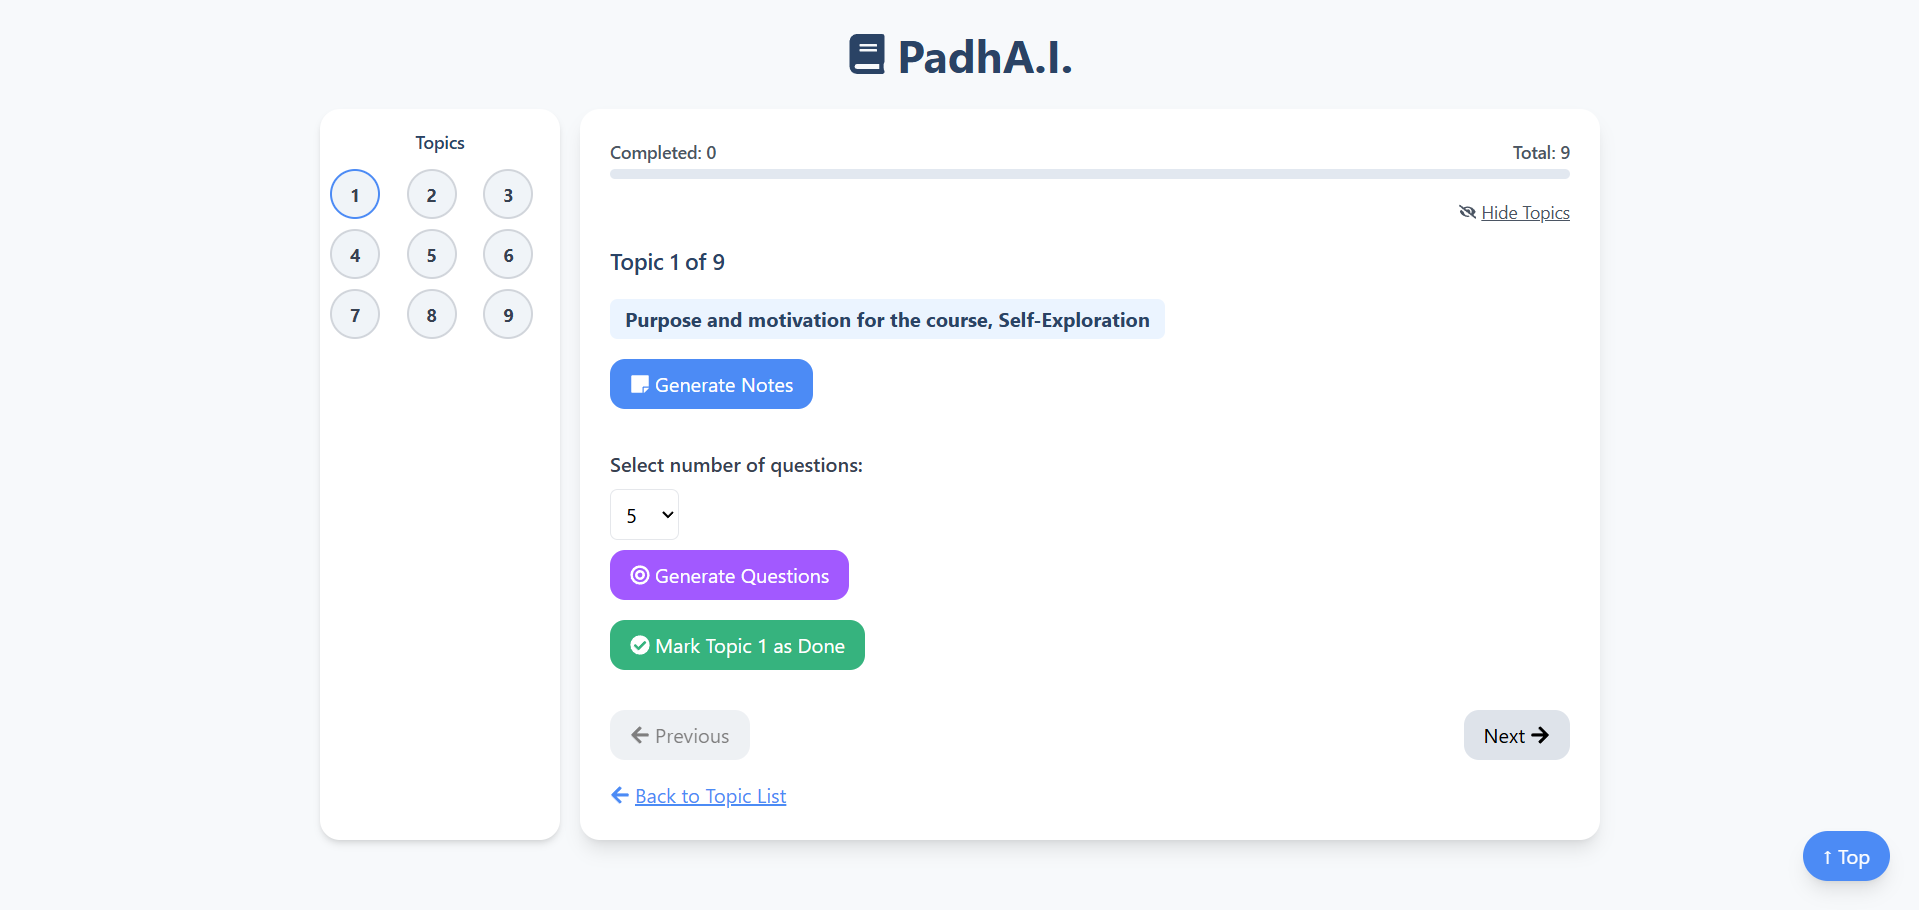 PadhA.I.
Topics
1 2 3
4 5 6
7 8 9
Completed: 0 Total: 9
Hide Topics
Topic 1 of 9
Purpose and motivation for the course, Self-Exploration
Generate Notes
Select number of questions:
5
Generate Questions
Mark Topic 1 as Done
Previous Next
Back to Topic List
↑ Top